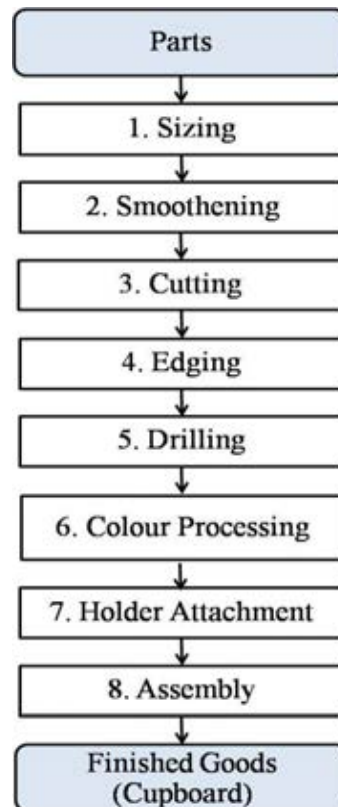 Parts
1. Sizing
2. Smoothening
3. Cutting
4. Edging
5. Drilling
6. Colour Processing
7. Holder Attachment
8. Assembly
Finished Goods
(Cupboard)